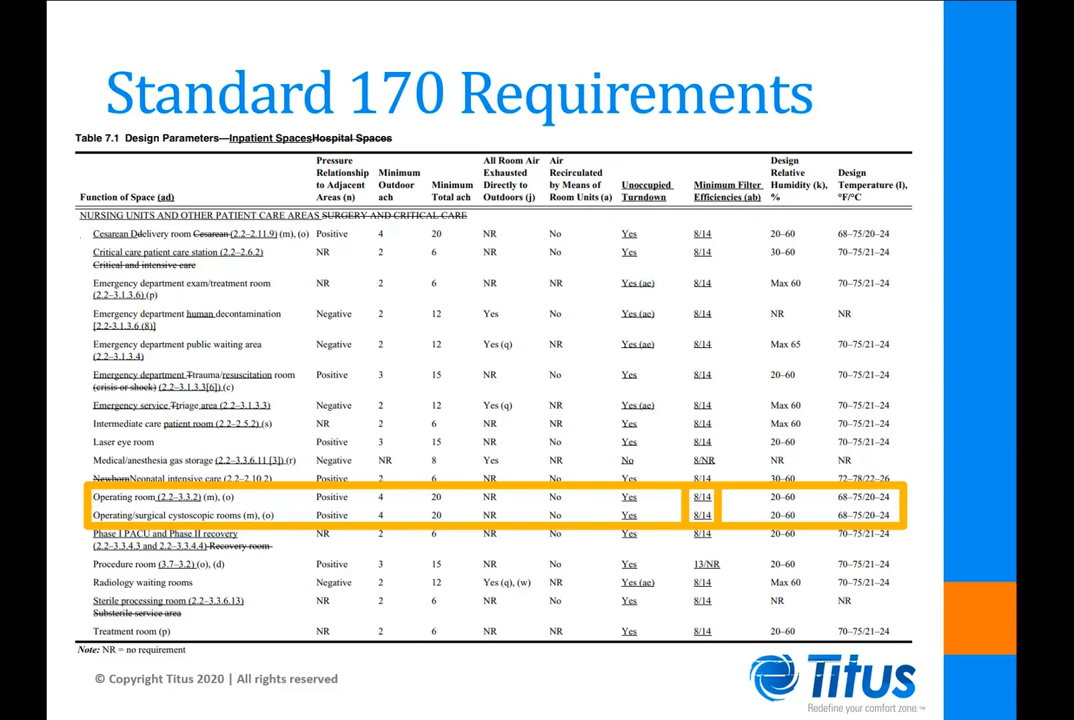 Standard 170 Requirements
Table 7.1 Design Parameters—Inpatient SpacesHospital Spaces
Function of Space (ad) Pressure Relationship to Adjacent Areas (n) Minimum Outdoor ach Minimum Total ach All Room Air Exhausted Directly to Outdoors (j) Air Recirculated by Means of Room Units (a) Unoccupied Turndown Minimum Filter Efficiencies (ab) Design Relative Humidity (k), % Design Temperature (l), °F/°C
NURSING UNITS AND OTHER PATIENT CARE AREAS SURGERY AND CRITICAL CARE
Cesarean Ddelivery room Cesarean (2.2–2.11.9) (m), (o) Positive 4 20 NR No Yes 8/14 20–60 68–75/20–24
Critical care patient care station (2.2–2.6.2) NR 2 6 NR No Yes 8/14 30–60 70–75/21–24
Critical and intensive care
Emergency department exam/treatment room NR 2 6 NR NR Yes (ae) 8/14 Max 60 70–75/21–24
(2.2–3.1.3.6) (p)
Emergency department human decontamination Negative 2 12 Yes No Yes (ae) 8/14 NR NR
[2.2-3.1.3.6 (8)]
Emergency department public waiting area Negative 2 12 Yes (q) NR Yes (ae) 8/14 Max 65 70–75/21–24
(2.2–3.1.3.4)
Emergency department Ttrauma/resuscitation room Positive 3 15 NR No Yes 8/14 20–60 70–75/21–24
(crisis or shock) (2.2–3.1.3.3[6]) (c)
Emergency service Ttriage area (2.2–3.1.3.3) Negative 2 12 Yes (q) NR Yes (ae) 8/14 Max 60 70–75/21–24
Intermediate care patient room (2.2–2.5.2) (s) NR 2 6 NR NR Yes 8/14 Max 60 70–75/21–24
Laser eye room Positive 3 15 NR No Yes 8/14 20–60 70–75/21–24
Medical/anesthesia gas storage (2.2–3.3.6.11 [3]) (r) Negative NR 8 Yes NR No 8/NR NR NR
NewbornNeonatal intensive care (2.2–2.10.2) Positive 2 6 NR No Yes 8/14 30–60 72–78/22–26
Operating room (2.2–3.3.2) (m), (o) Positive 4 20 NR No Yes 8/14 20–60 68–75/20–24
Operating/surgical cystoscopic rooms (m), (o) Positive 4 20 NR No Yes 8/14 20–60 68–75/20–24
Phase I PACU and Phase II recovery NR 2 6 NR No Yes 8/14 20–60 70–75/21–24
(2.2–3.3.4.3 and 2.2–3.3.4.4) Recovery room
Procedure room (3.7–3.2) (o), (d) Positive 3 15 NR No Yes 13/NR 20–60 70–75/21–24
Radiology waiting rooms Negative 2 12 Yes (q), (w) NR Yes (ae) 8/14 Max 60 70–75/21–24
Sterile processing room (2.2–3.3.6.13) NR 2 6 NR No Yes 8/14 NR NR
Substerile service area
Treatment room (p) NR 2 6 NR NR Yes 8/14 20–60 70–75/21–24
Note: NR = no requirement
© Copyright Titus 2020 | All rights reserved
Titus
Redefine your comfort zone.™